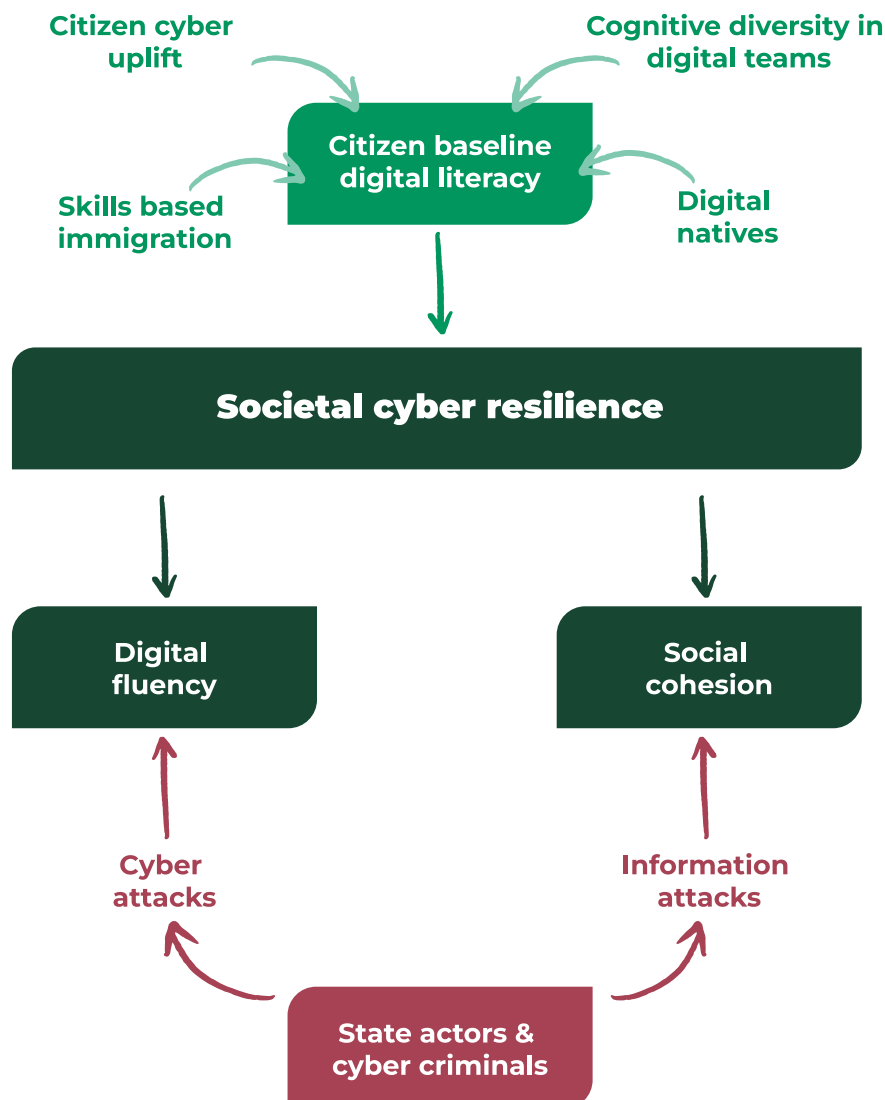 Citizen cyber
uplift
Cognitive diversity in
digital teams
Citizen baseline
digital literacy
Skills based
immigration
Digital
natives
Societal cyber resilience
Digital
fluency
Social
cohesion
Cyber
attacks
Information
attacks
State actors &
cyber criminals